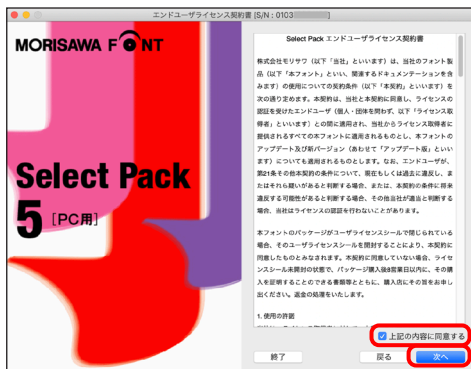 エンドユーザライセンス契約書 [S/N : 0103 ]
MORISAWA FONT
Select Pack
5 [PC用]
Select Pack エンドユーザライセンス契約書
株式会社モリサワ（以下「当社」といいます）は、当社のフォント製
品（以下「本フォント」といい、関連するドキュメンテーションを含
みます）の使用についての契約条件（以下「本契約」といいます）を
次の通り定めます。本契約は、当社と本契約に同意し、ライセンスの
認証を受けたエンドユーザ（個人・団体を問わず、以下「ライセンス取
得者」といいます）との間に適用され、当社からライセンス取得者に
提供されるすべての本フォントに適用されるものとし、本フォントの
アップデート及び新バージョン（あわせて「アップデート版」といい
ます）についても適用されるものとします。なお、エンドユーザが、
第21条その他本契約の条件について、現在もしくは過去に違反し、ま
たはそれら疑いがあると判断する場合、または、本契約の条件に将来
違反する可能性があると判断する場合、その他当社が適当と判断する
場合、当社はライセンスの認証を行わないことがあります。
本フォントのパッケージがユーザライセンスシールで閉じられている
場合、そのユーザライセンスシールを開封することにより、本契約に
同意したものとみなされます。本契約に同意していない場合、ライセ
ンスシール未開封の状態で、パッケージ購入後8営業日以内に、その購
入を証明することのできる書類等とともに、購入店にその旨をお申し
出ください。返金の処理をいたします。
1. 使用の許諾
上記の内容に同意する
終了
戻る
次へ